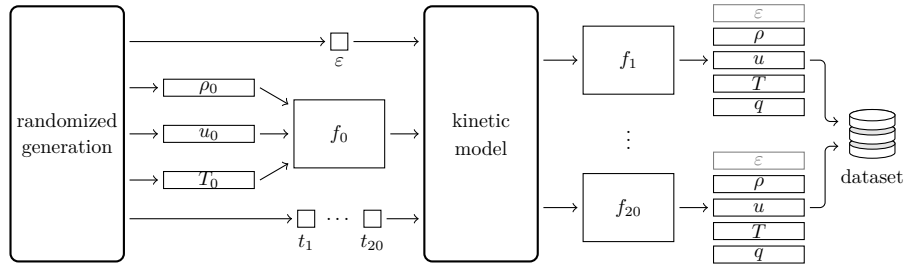 randomized
generation
ε
ρ₀
u₀
T₀
f₀
t₁ ··· t₂₀
kinetic
model
f₁
⋮
f₂₀
ε
ρ
u
T
q
ε
ρ
u
T
q
dataset